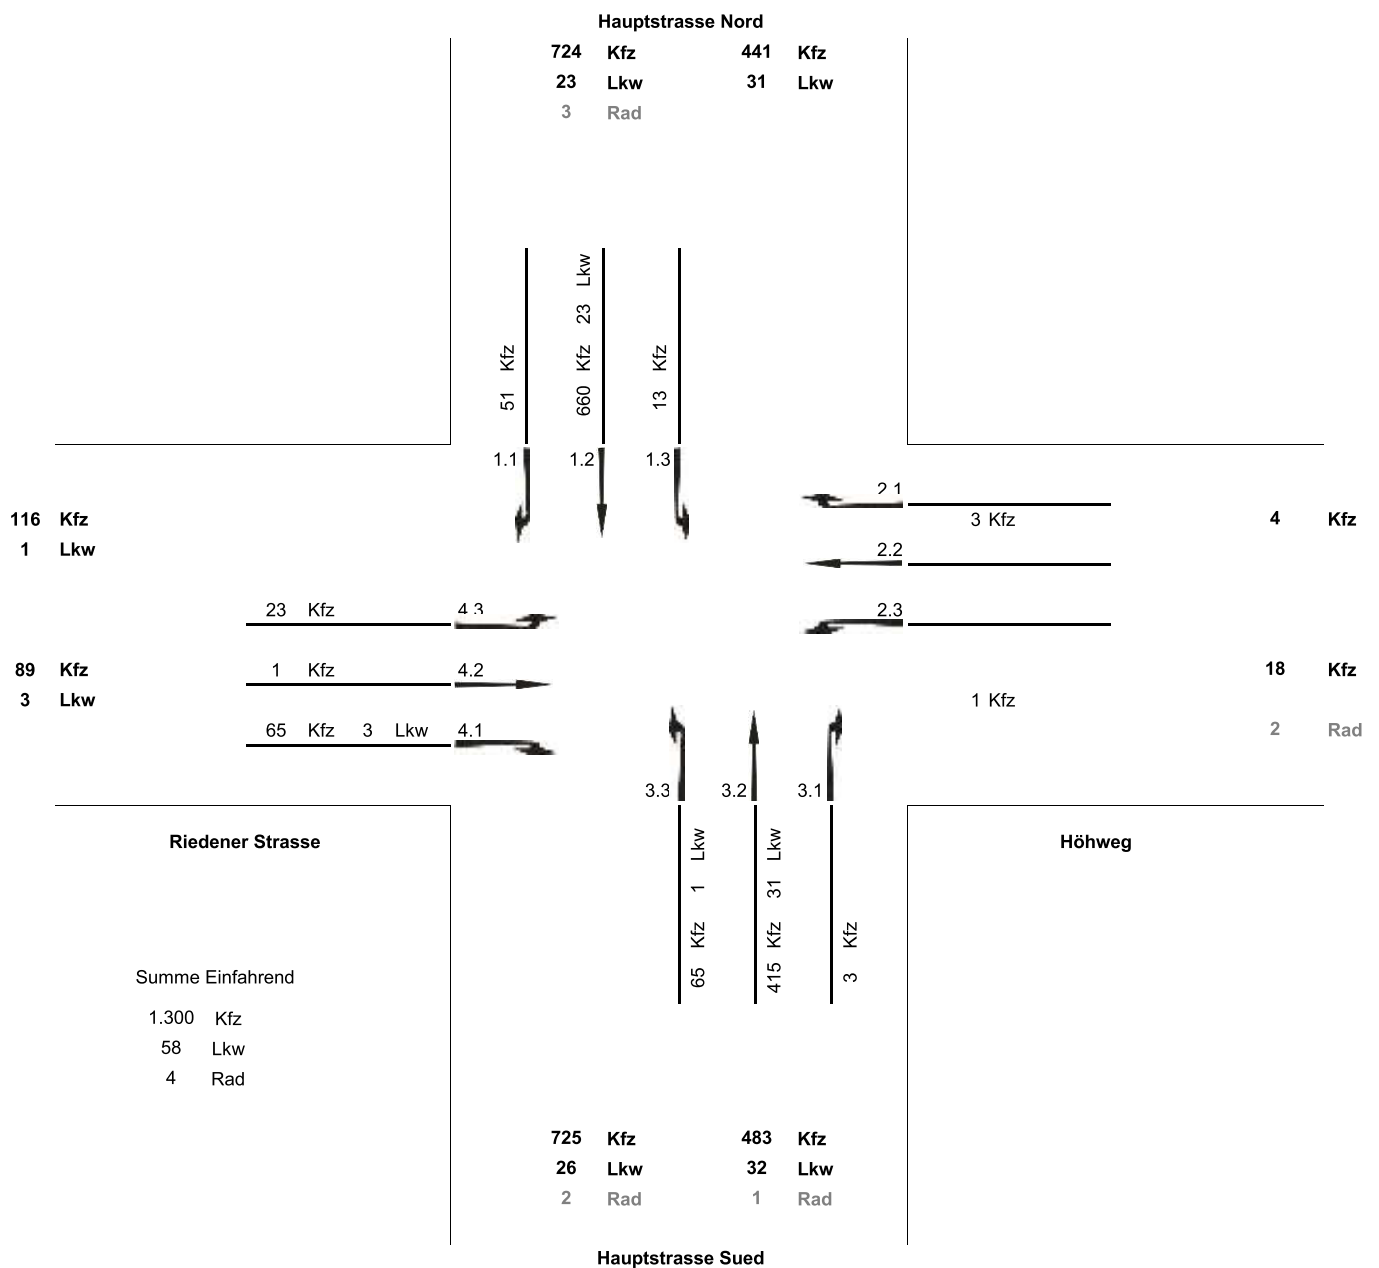 Hauptstrasse Nord
724 Kfz 441 Kfz
23 Lkw 31 Lkw
3 Rad
51 Kfz
660 Kfz 23 Lkw
13 Kfz
1.1 1.2 1.3
2.1
116 Kfz
3 Kfz
4 Kfz
1 Lkw
2.2
23 Kfz 4.3
2.3
89 Kfz
1 Kfz 4.2
18 Kfz
3 Lkw
1 Kfz
65 Kfz 3 Lkw 4.1
2 Rad
3.3 3.2 3.1
65 Kfz 1 Lkw
415 Kfz 31 Lkw
3 Kfz
Riedener Strasse
Höhweg
Summe Einfahrend
1.300 Kfz
58 Lkw
4 Rad
725 Kfz 483 Kfz
26 Lkw 32 Lkw
2 Rad 1 Rad
Hauptstrasse Sued